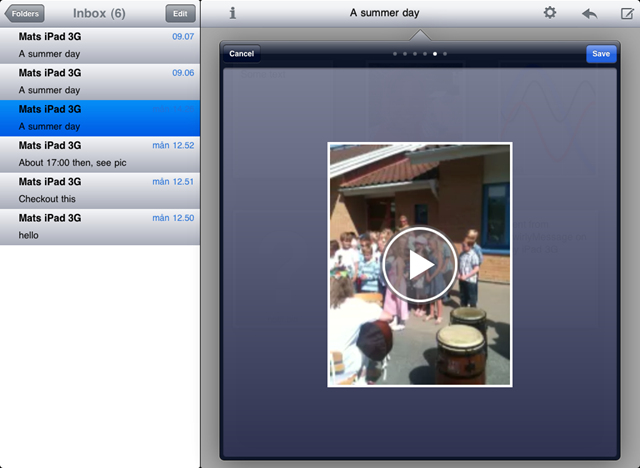 Folders
Inbox (6)
Edit
Mats iPad 3G 09.07
A summer day
Mats iPad 3G 09.06
A summer day
Mats iPad 3G
A summer day
Mats iPad 3G mån 12.52
About 17:00 then, see pic
Mats iPad 3G mån 12.51
Checkout this
Mats iPad 3G mån 12.50
hello
A summer day
Cancel
Save